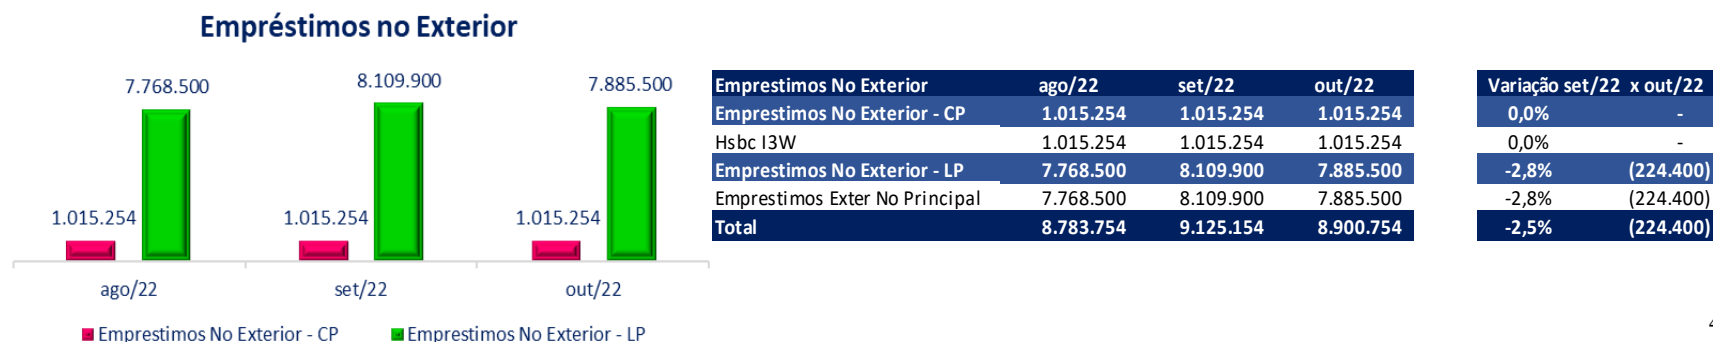 Empréstimos no Exterior
7.768.500
8.109.900
7.885.500
1.015.254
1.015.254
1.015.254
ago/22
set/22
out/22
Emprestimos No Exterior - CP
Emprestimos No Exterior - LP
Emprestimos No Exterior ago/22 set/22 out/22
Emprestimos No Exterior - CP 1.015.254 1.015.254 1.015.254
Hsbc I3W 1.015.254 1.015.254 1.015.254
Emprestimos No Exterior - LP 7.768.500 8.109.900 7.885.500
Emprestimos Exter No Principal 7.768.500 8.109.900 7.885.500
Total 8.783.754 9.125.154 8.900.754
Variação set/22 x out/22
0,0% -
0,0% -
-2,8% (224.400)
-2,8% (224.400)
-2,5% (224.400)